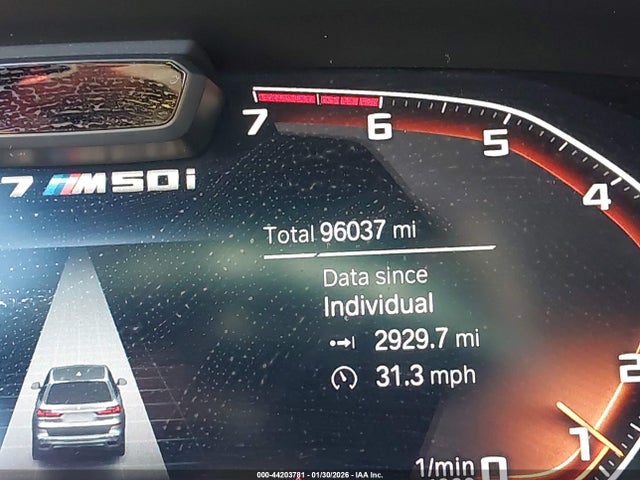 7 6 5 4
7 M50i
Total 96037 mi
Data since
Individual
2929.7 mi
31.3 mph
2
1
1/min
0
000-44203781 - 01/30/2026 - IAA Inc.